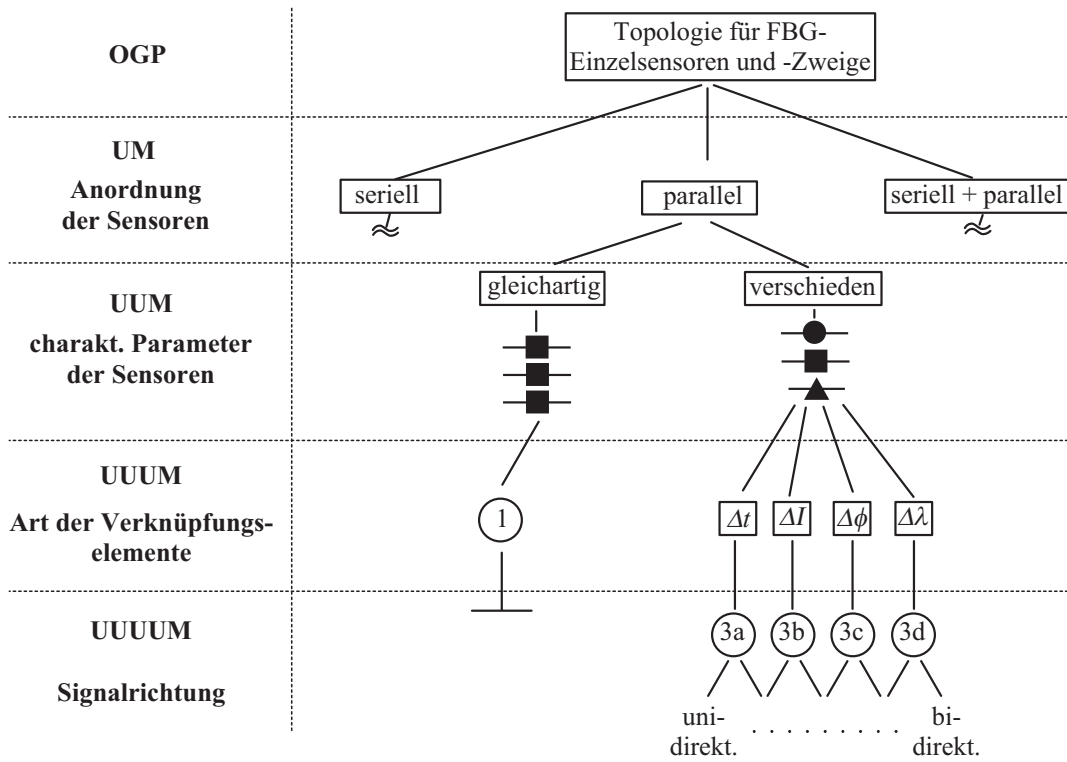 OGP
Topologie für FBG-
Einzelsensoren und -Zweige
UM
Anordnung
der Sensoren
seriell
parallel
seriell + parallel
UUM
charakt. Parameter
der Sensoren
gleichartig
verschieden
UUUM
Art der Verknüpfungs-
elemente
1
Δt
ΔI
Δϕ
Δλ
UUUUM
Signalrichtung
3a
3b
3c
3d
uni-
direkt.
. . . . . . . . .
bi-
direkt.